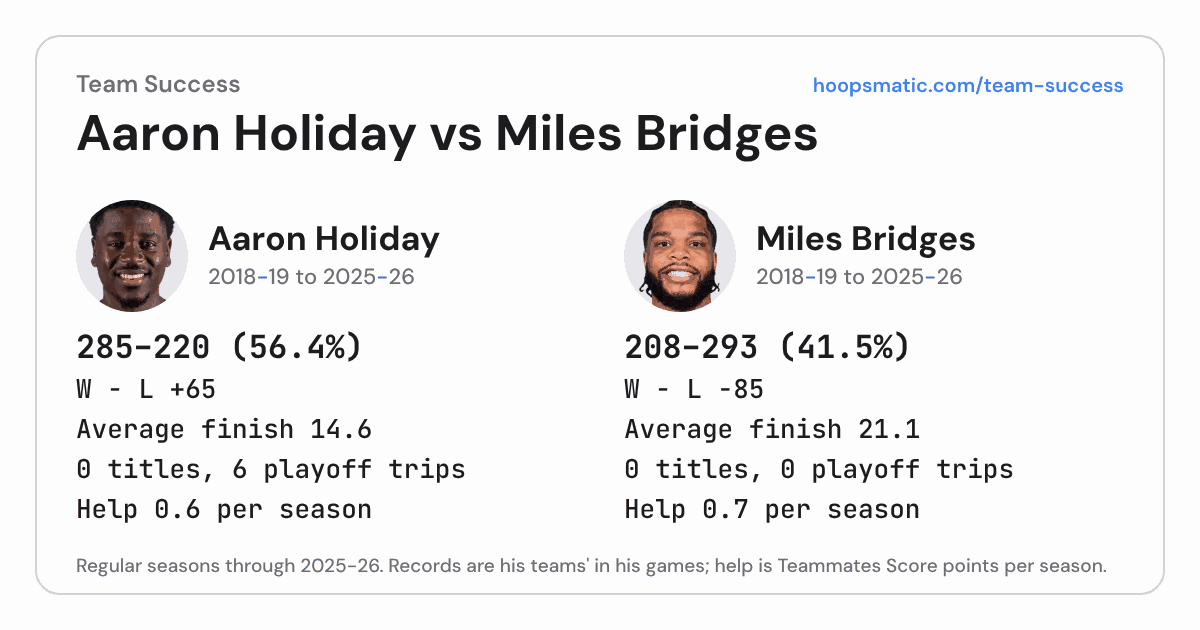 Team Success
hoopsmatic.com/team-success
Aaron Holiday vs Miles Bridges
Aaron Holiday
2018-19 to 2025-26
285-220 (56.4%)
W - L +65
Average finish 14.6
0 titles, 6 playoff trips
Help 0.6 per season
Miles Bridges
2018-19 to 2025-26
208-293 (41.5%)
W - L -85
Average finish 21.1
0 titles, 0 playoff trips
Help 0.7 per season
Regular seasons through 2025-26. Records are his teams' in his games; help is Teammates Score points per season.